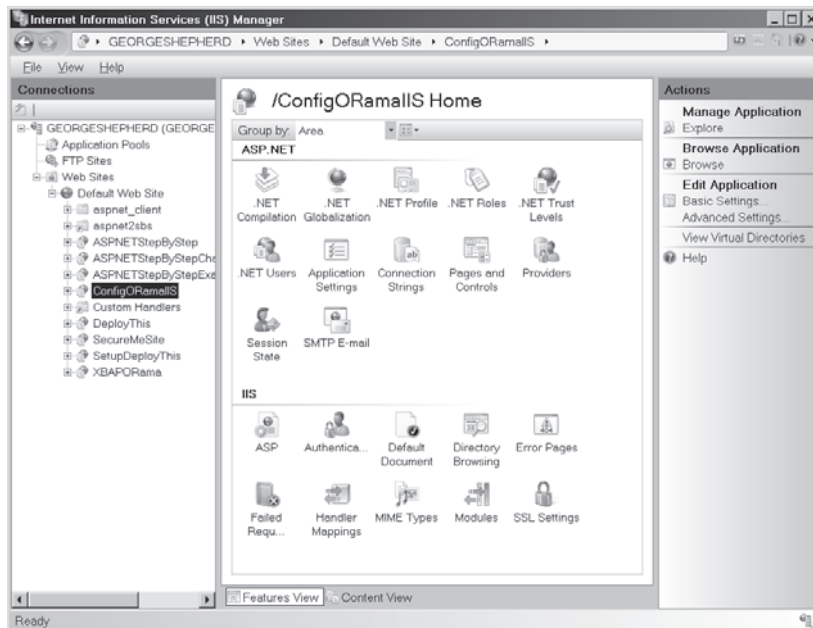 Internet Information Services (IIS) Manager
GEORGESHEPHERD ▸ Web Sites ▸ Default Web Site ▸ ConfigORamaIIS ▸
File View Help
Connections
GEORGESHEPHERD (GEORGE
Application Pools
FTP Sites
Web Sites
Default Web Site
aspnet_client
aspnet2sbs
ASPNETStepByStep
ASPNETStepByStepCha
ASPNETStepByStepExa
ConfigORamaIIS
Custom Handlers
DeployThis
SecureMeSite
SetupDeployThis
XBAPORama
/ConfigORamaIIS Home
Group by: Area
ASP.NET
.NET Compilation
.NET Globalization
.NET Profile
.NET Roles
.NET Trust Levels
.NET Users
Application Settings
Connection Strings
Pages and Controls
Providers
Session State
SMTP E-mail
IIS
ASP
Authentica...
Default Document
Directory Browsing
Error Pages
Failed Requ...
Handler Mappings
MIME Types
Modules
SSL Settings
Features View
Content View
Actions
Manage Application
Explore
Browse Application
Browse
Edit Application
Basic Settings...
Advanced Settings...
View Virtual Directories
Help
Ready